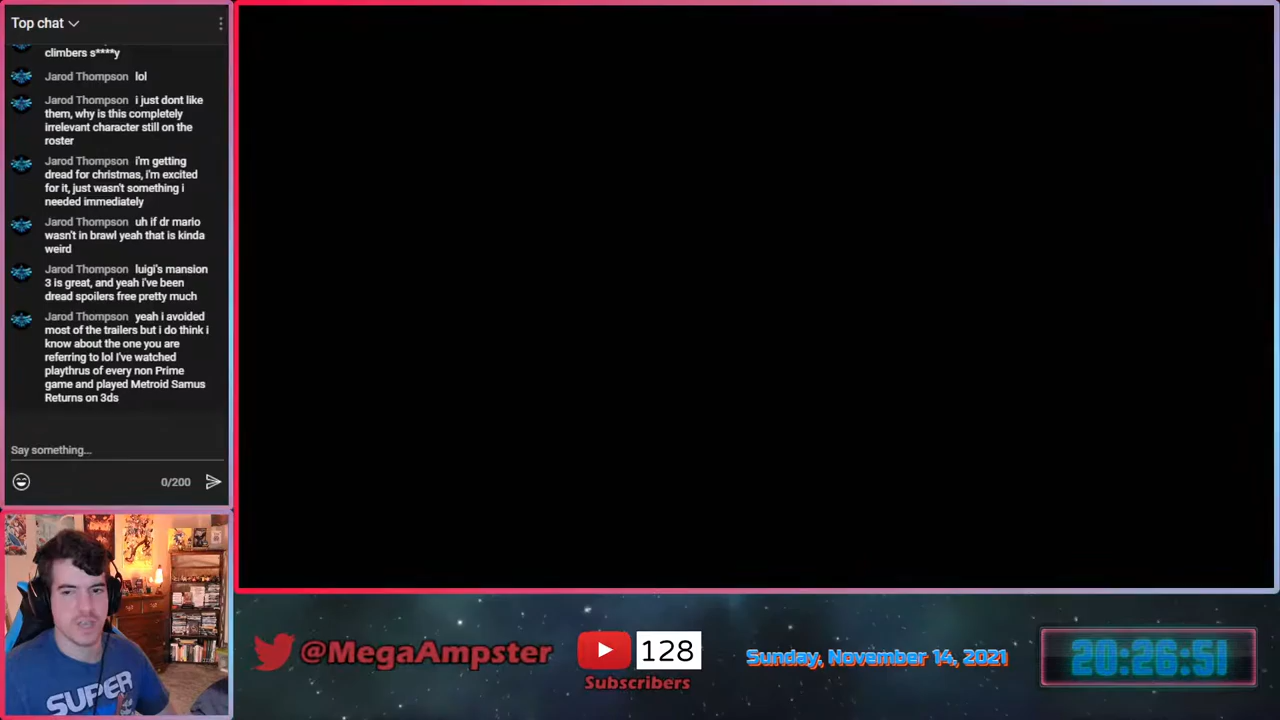 Top chat
climbers s****y
Jarod Thompson lol
Jarod Thompson i just dont like
them, why is this completely
irrelevant character still on the
roster
Jarod Thompson i'm getting
dread for christmas, i'm excited
for it, just wasn't something i
needed immediately
Jarod Thompson uh if dr mario
wasn't in brawl yeah that is kinda
weird
Jarod Thompson luigi's mansion
3 is great, and yeah i've been
dread spoilers free pretty much
Jarod Thompson yeah i avoided
most of the trailers but i do think i
know about the one you are
referring to lol I've watched
playthrus of every non Prime
game and played Metroid Samus
Returns on 3ds
Say something...
0/200
SUPER
@MegaAmpster
128
Subscribers
Sunday, November 14, 2021
20:26:51